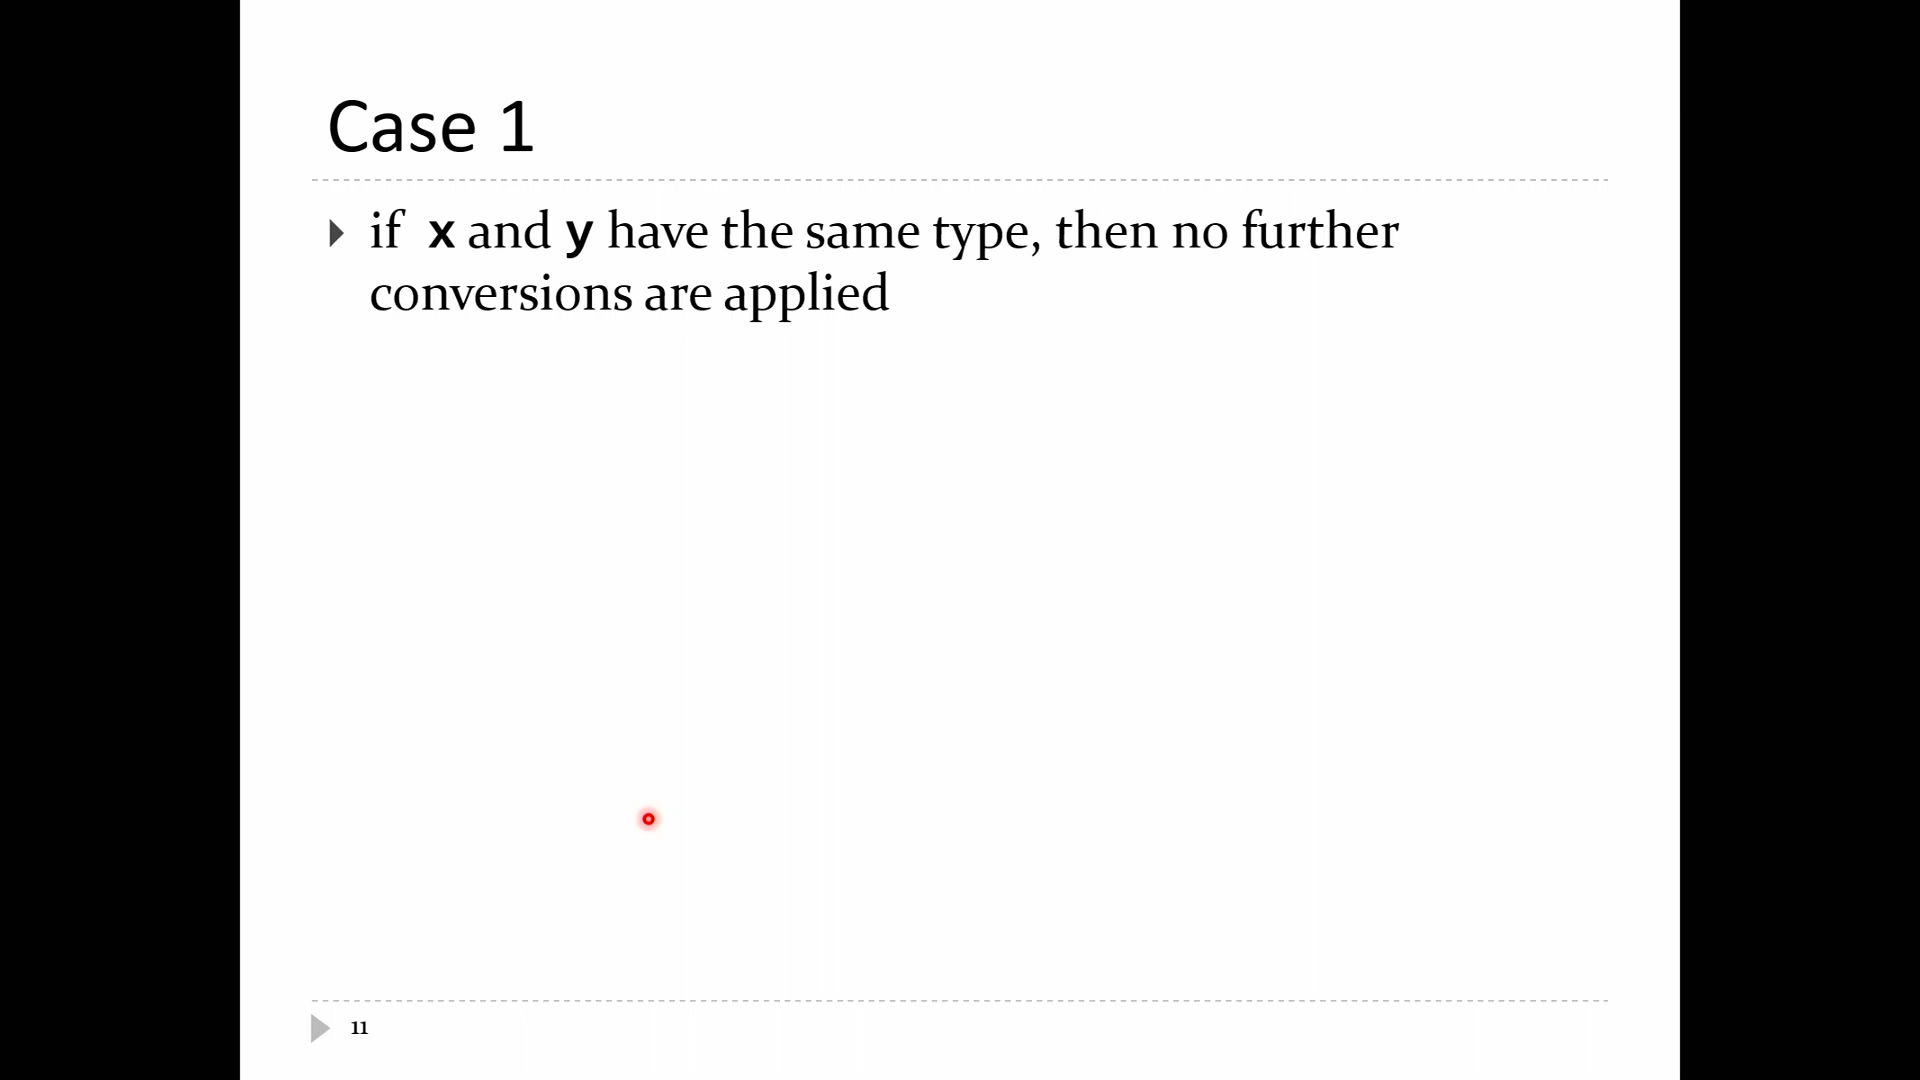 Case 1
if x and y have the same type, then no further
conversions are applied
11